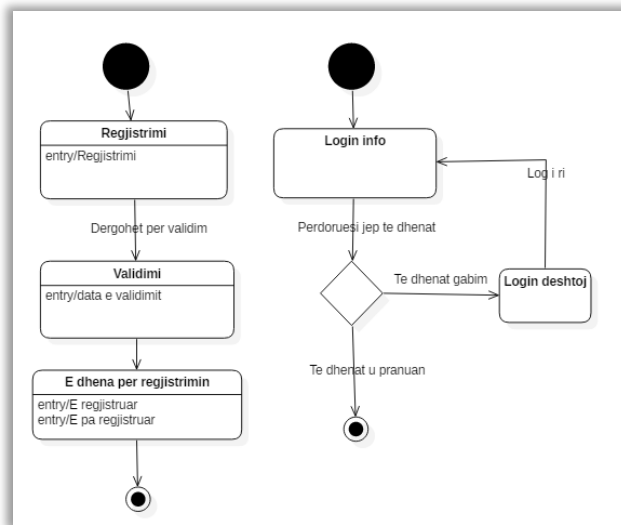 Regjistrimi
entry/Regjistrimi
Dergohet per validim
Validimi
entry/data e validimit
E dhena per regjistrimin
entry/E regjistruar
entry/E pa regjistruar
Login info
Log i ri
Perdoruesi jep te dhenat
Te dhenat gabim
Login deshtoj
Te dhenat u pranuan